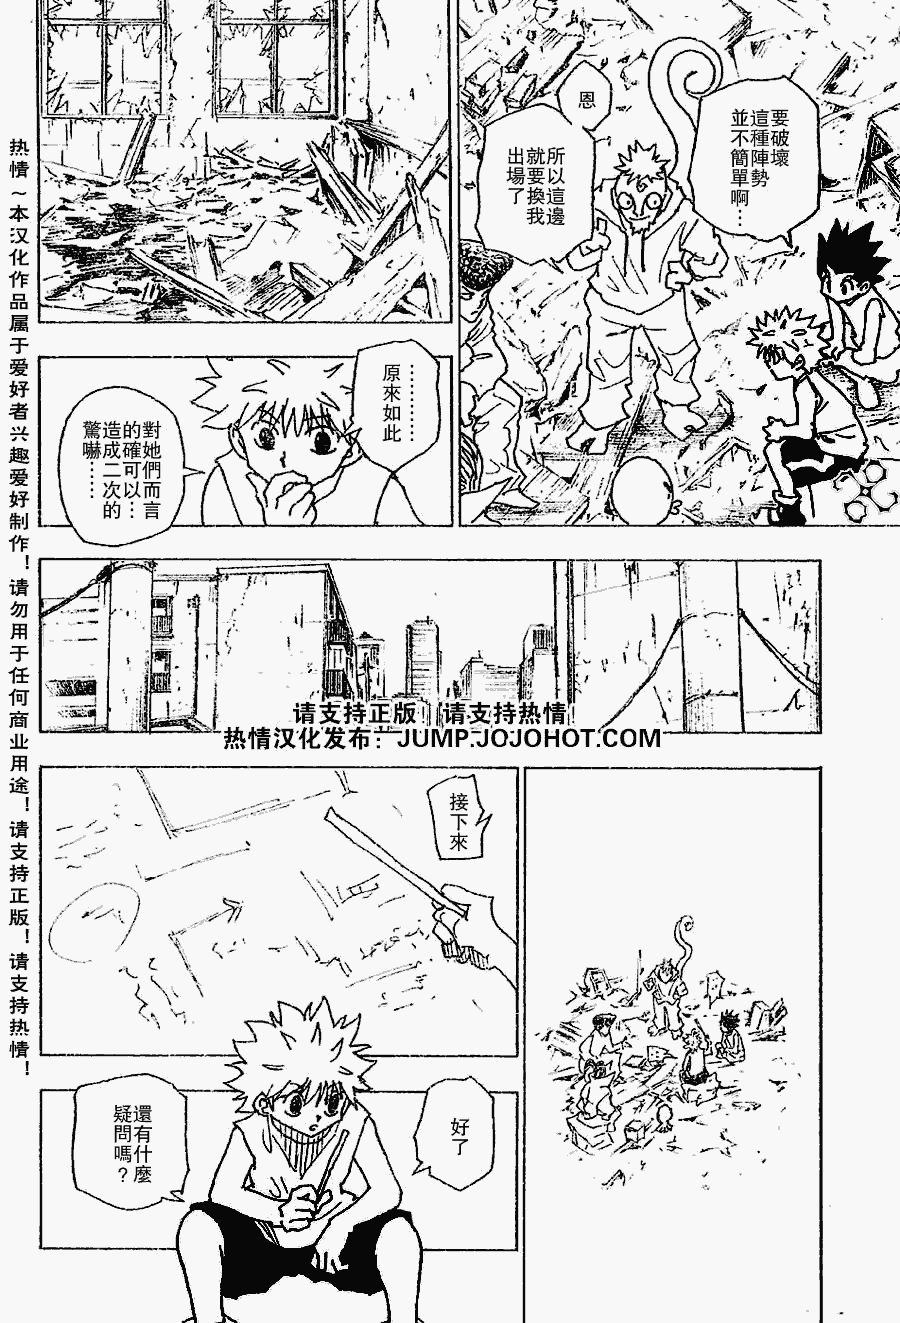 要破壞
這種陣勢
並不簡單啊…
恩
所以這邊
就要換我
出場了
…………
原來如此
對她們而言
的確可以…
造成二次的
驚嚇……
请支持正版！请支持热情！
热情汉化发布：JUMP.JOJOHOT.COM
接下來
好了
還有什麼
疑問嗎？
热情～本汉化作品属于爱好者兴趣爱好制作！请勿用于任何商业用途！请支持正版！请支持热情！